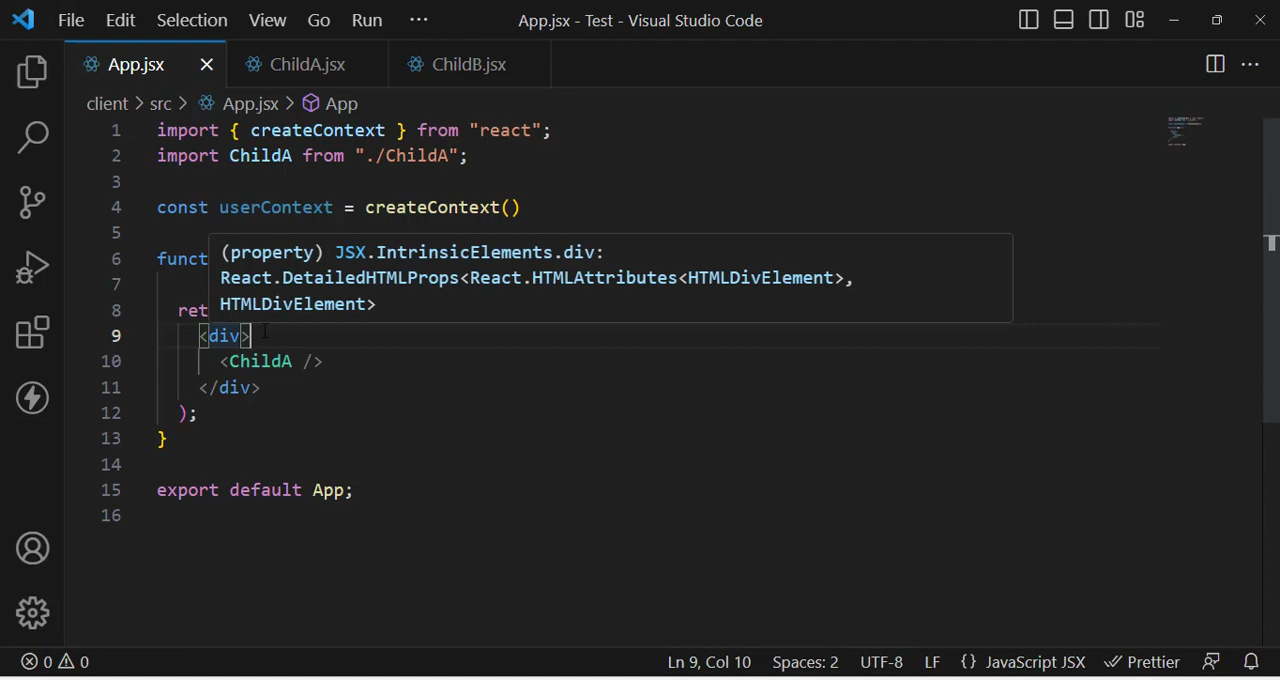 File Edit Selection View Go Run ··· App.jsx - Test - Visual Studio Code
App.jsx ChildA.jsx ChildB.jsx
client > src > App.jsx > App
1 import { createContext } from "react";
2 import ChildA from "./ChildA";
3
4 const userContext = createContext()
5
6 funct
7
8 ret
(property) JSX.IntrinsicElements.div:
React.DetailedHTMLProps<React.HTMLAttributes<HTMLDivElement>,
HTMLDivElement>
9 <div>
10 <ChildA />
11 </div>
12 );
13 }
14
15 export default App;
16
0 0 Ln 9, Col 10 Spaces: 2 UTF-8 LF {} JavaScript JSX Prettier